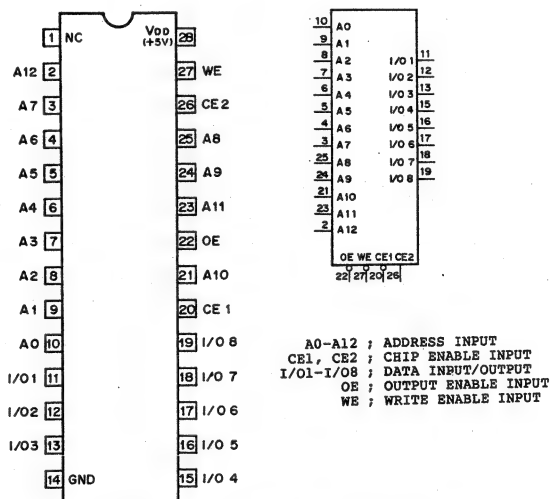 1 NC VDD (+5V) 28
A12 2 27 WE
A7 3 26 CE2
A6 4 25 A8
A5 5 24 A9
A4 6 23 A11
A3 7 22 OE
A2 8 21 A10
A1 9 20 CE 1
A0 10 19 I/O 8
I/O1 11 18 I/O 7
I/O2 12 17 I/O 6
I/O3 13 16 I/O 5
14 GND 15 I/O 4
10 A0
9 A1
8 A2 I/O 1 11
7 A3 I/O 2 12
6 A4 I/O 3 13
5 A5 I/O 4 15
4 A6 I/O 5 16
3 A7 I/O 6 17
25 A8 I/O 7 18
24 A9 I/O 8 19
21 A10
23 A11
2 A12
OE WE CE1 CE2
22 27 20 26
A0-A12 ; ADDRESS INPUT
CE1, CE2 ; CHIP ENABLE INPUT
I/O1-I/O8 ; DATA INPUT/OUTPUT
OE ; OUTPUT ENABLE INPUT
WE ; WRITE ENABLE INPUT